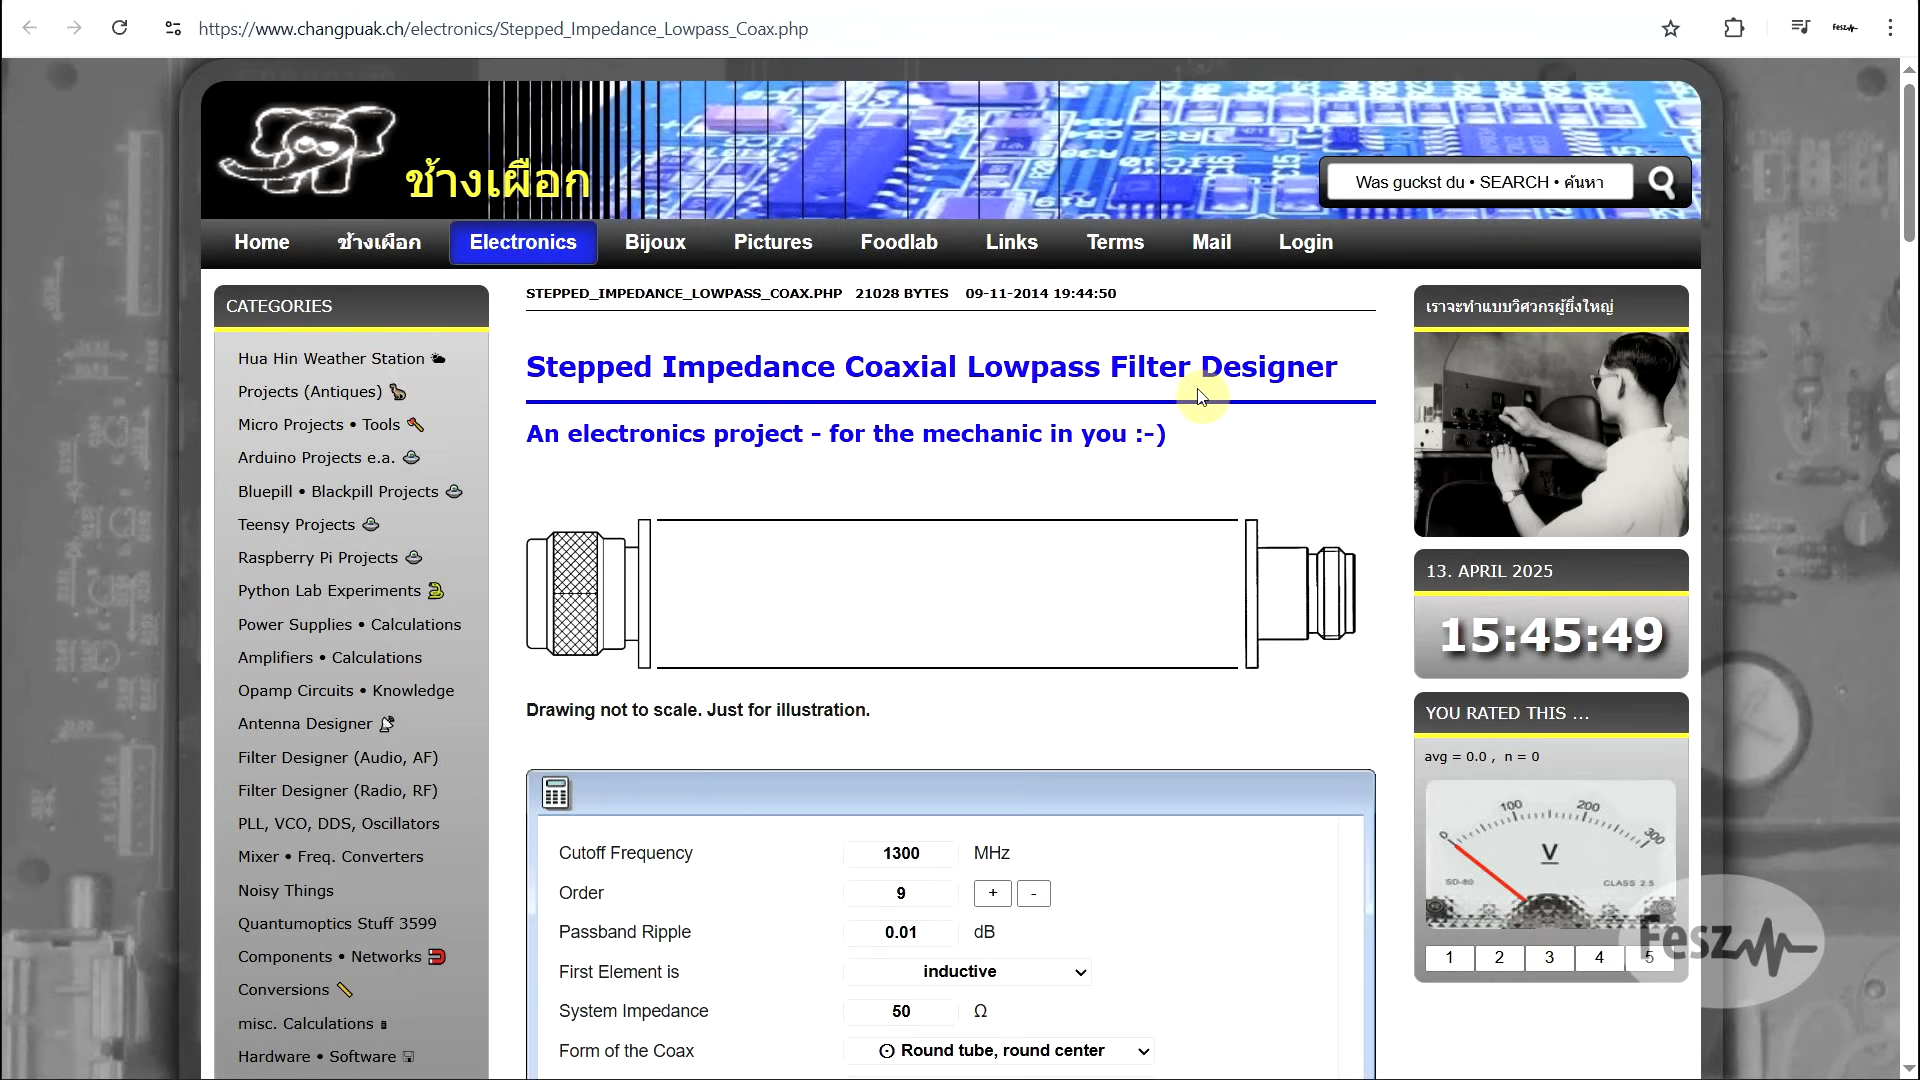 https://www.changpuak.ch/electronics/Stepped_Impedance_Lowpass_Coax.php
Fesz
ช้างเผือก
Was guckst du • SEARCH • ค้นหา
Home ช้างเผือก Electronics Bijoux Pictures Foodlab Links Terms Mail Login
CATEGORIES
Hua Hin Weather Station
Projects (Antiques)
Micro Projects • Tools
Arduino Projects e.a.
Bluepill • Blackpill Projects
Teensy Projects
Raspberry Pi Projects
Python Lab Experiments
Power Supplies • Calculations
Amplifiers • Calculations
Opamp Circuits • Knowledge
Antenna Designer
Filter Designer (Audio, AF)
Filter Designer (Radio, RF)
PLL, VCO, DDS, Oscillators
Mixer • Freq. Converters
Noisy Things
Quantumoptics Stuff 3599
Components • Networks
Conversions
misc. Calculations
Hardware • Software
STEPPED_IMPEDANCE_LOWPASS_COAX.PHP 21028 BYTES 09-11-2014 19:44:50
Stepped Impedance Coaxial Lowpass Filter Designer
An electronics project - for the mechanic in you :-)
Drawing not to scale. Just for illustration.
Cutoff Frequency 1300 MHz
Order 9 + -
Passband Ripple 0.01 dB
First Element is inductive
System Impedance 50 Ω
Form of the Coax ⊙ Round tube, round center
เราจะทำแบบวิศวกรผู้ยิ่งใหญ่
13. APRIL 2025
15:45:49
YOU RATED THIS ...
avg = 0.0 , n = 0
0 100 200 300
V
SD-80 CLASS 2.5
1 2 3 4 5
Fesz